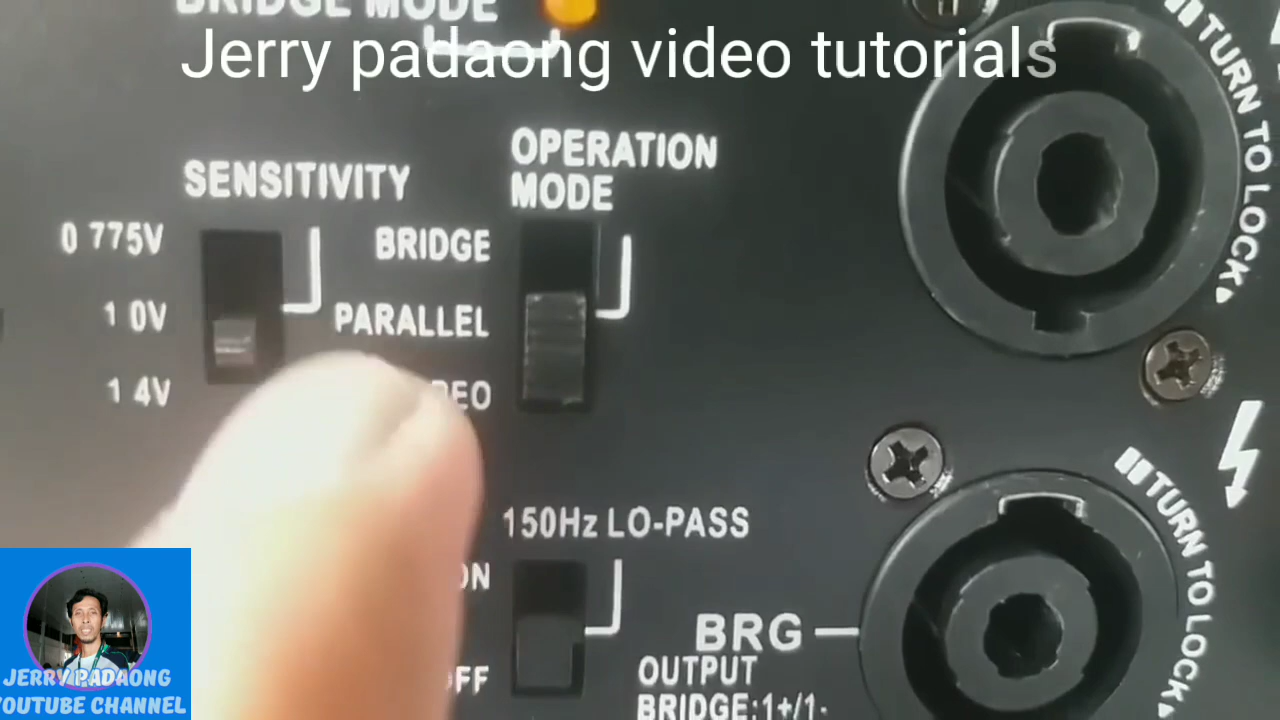 BRIDGE MODE
Jerry padaong video tutorials
SENSITIVITY
0 775V
1 0V
1 4V
OPERATION
MODE
BRIDGE
PARALLEL
150Hz LO-PASS
BRG
OUTPUT
BRIDGE:1+/1-
TURN TO LOCK
TURN TO LOCK
JERRY PADAONG
YOUTUBE CHANNEL